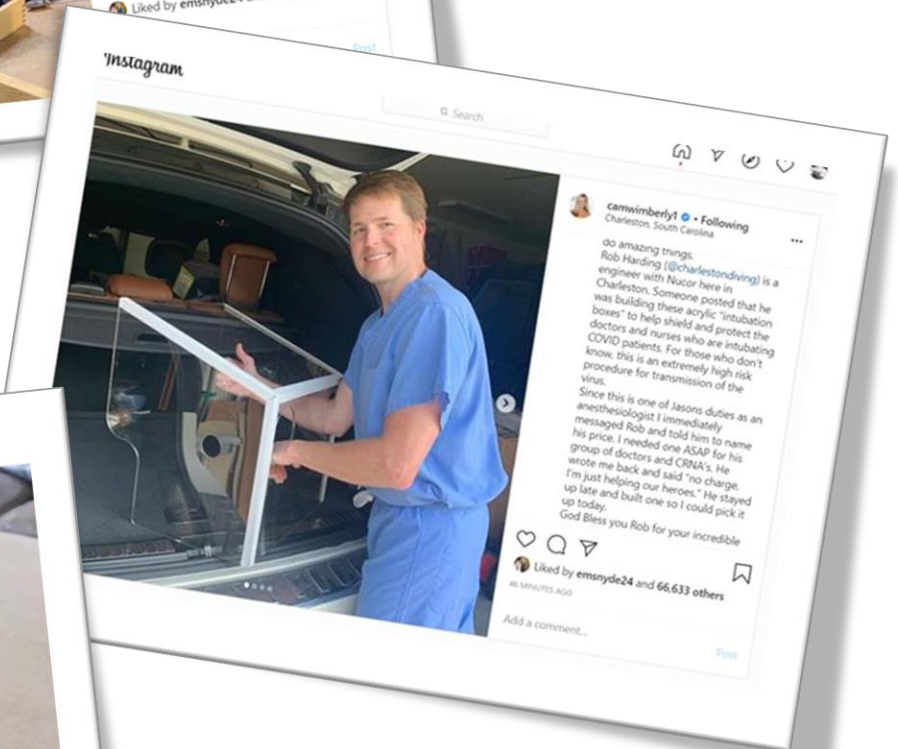 Liked by emsnyde24
Post
Instagram
Search
camwimberly1 • Following
Charleston, South Carolina
do amazing things.
Rob Harding (@charlestondiving) is a
engineer with Nucor here in
Charleston. Someone posted that he
was building these acrylic "intubation
boxes" to help shield and protect the
doctors and nurses who are intubating
COVID patients. For those who don't
know, this is an extremely high risk
procedure for transmission of the
virus.
Since this is one of Jasons duties as an
anesthesiologist I immediately
messaged Rob and told him to name
his price. I needed one ASAP for his
group of doctors and CRNA's. He
wrote me back and said "no charge,
I'm just helping our heroes." He stayed
up late and built one so I could pick it
up today.
God Bless you Rob for your incredible
Liked by emsnyde24 and 66,633 others
46 MINUTES AGO
Add a comment...
Post